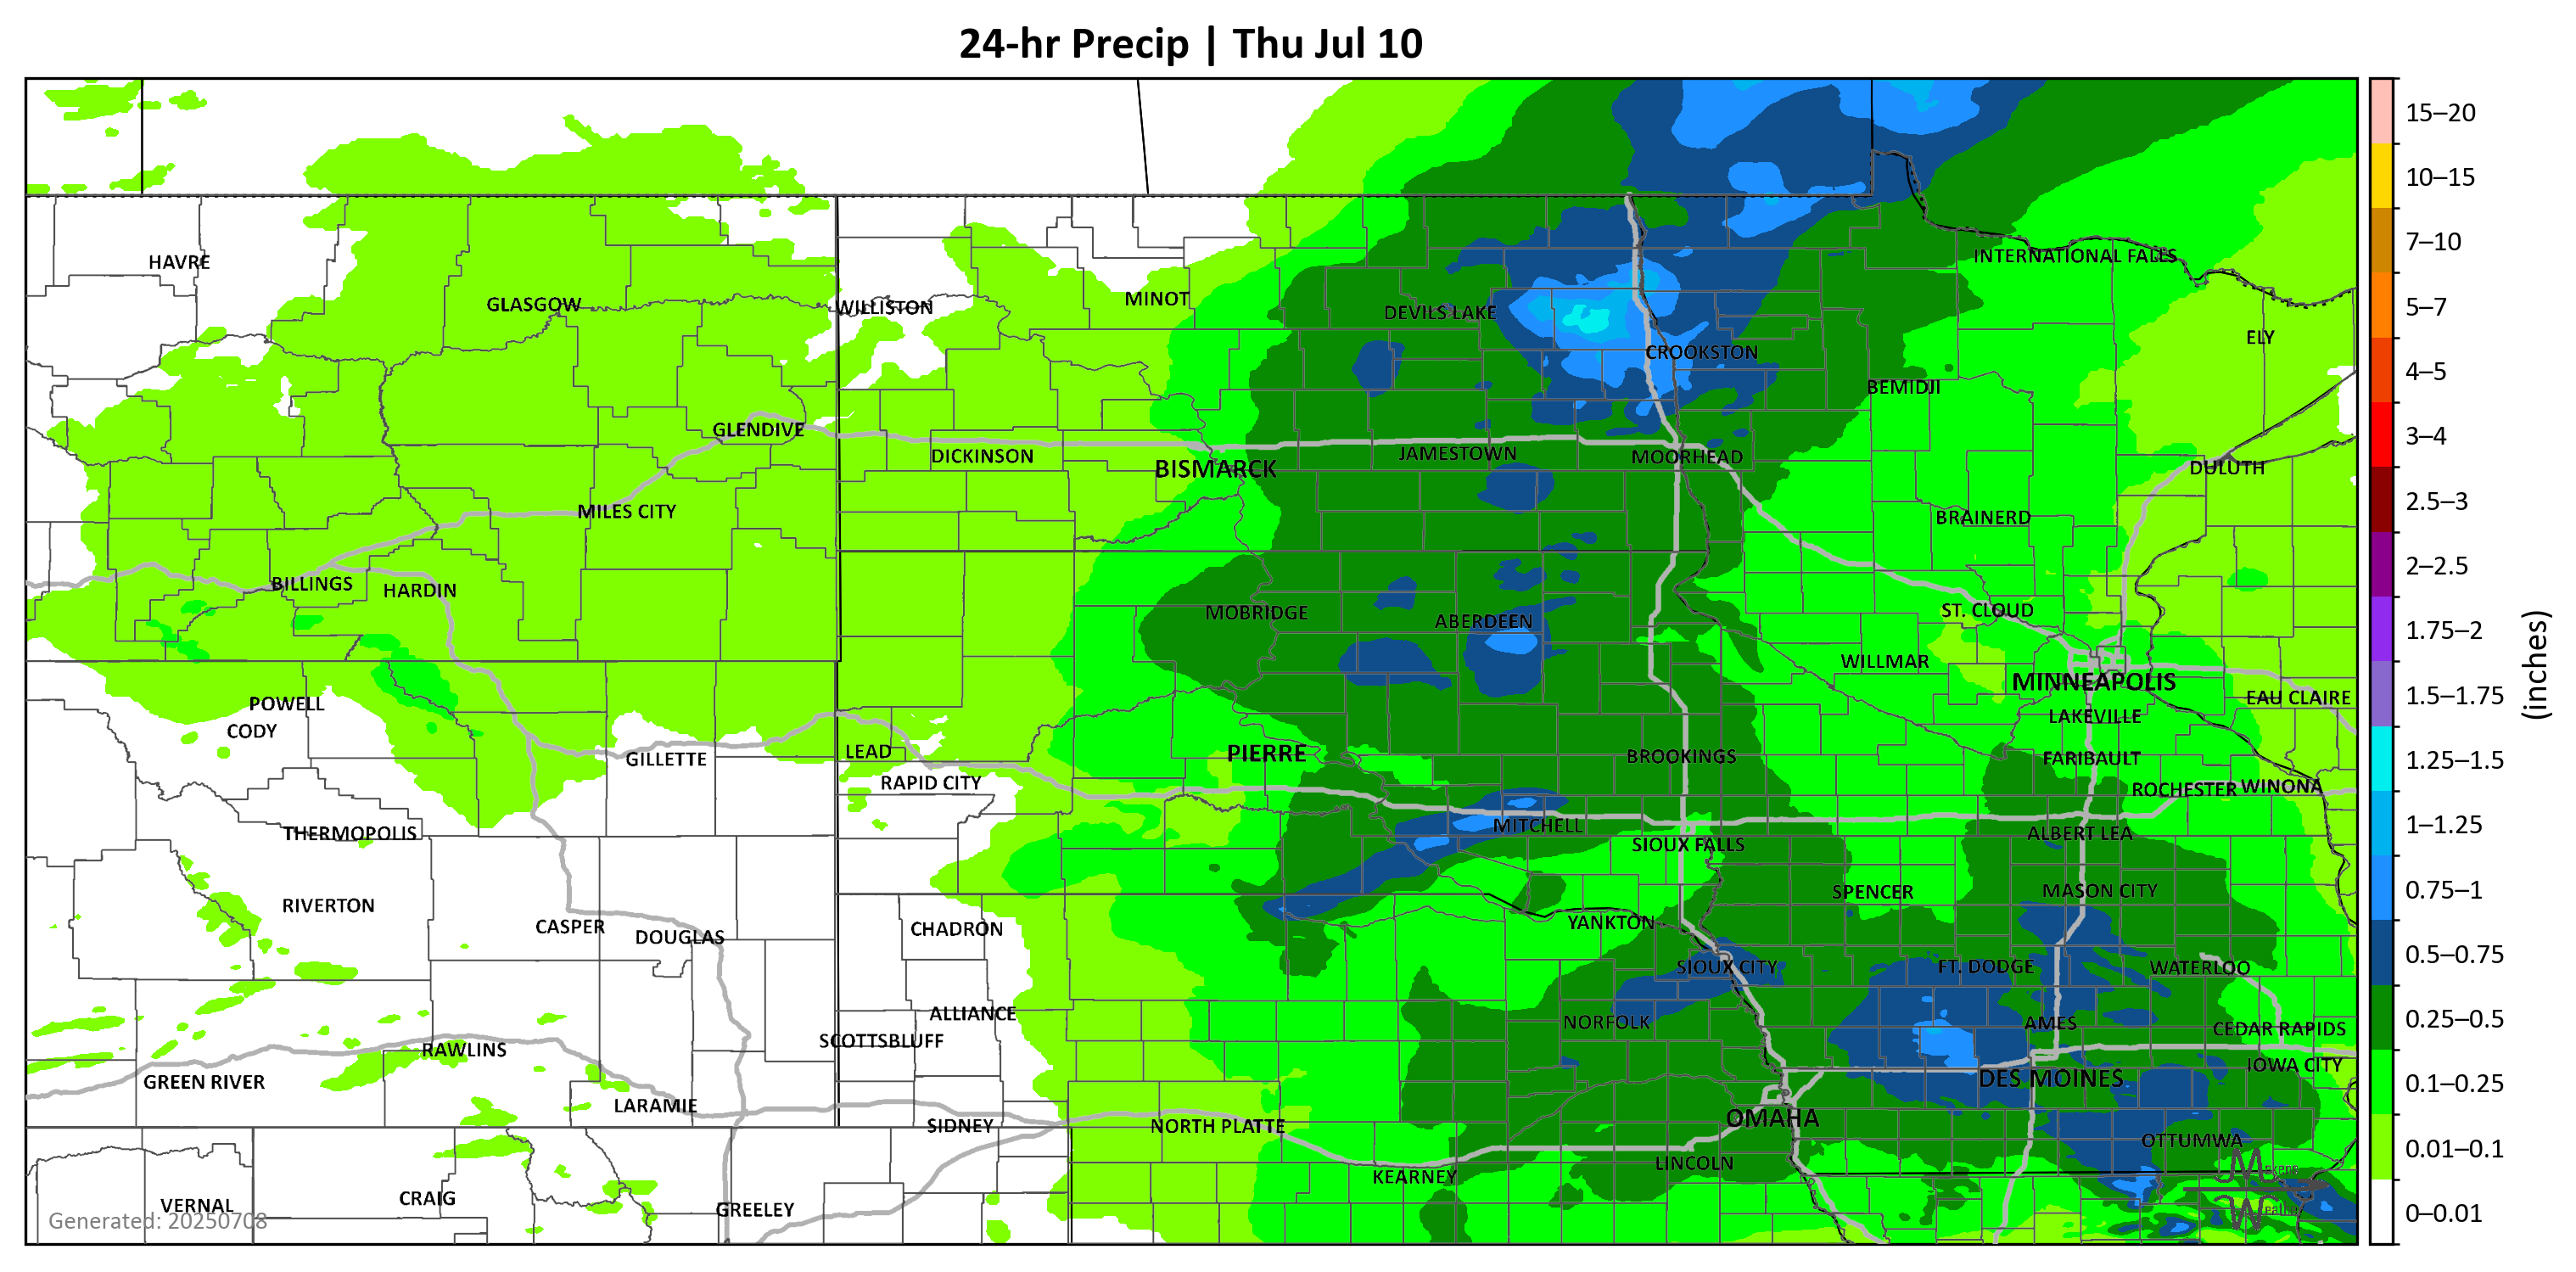 24-hr Precip | Thu Jul 10
15–20
10–15
7–10
5–7
4–5
3–4
2.5–3
2–2.5
1.75–2
1.5–1.75
1.25–1.5
1–1.25
0.75–1
0.5–0.75
0.25–0.5
0.1–0.25
0.01–0.1
0–0.01
(inches)
HAVRE
GLASGOW
WILLISTON
MINOT
DEVILS LAKE
INTERNATIONAL FALLS
ELY
CROOKSTON
BEMIDJI
GLENDIVE
DICKINSON
BISMARCK
JAMESTOWN
MOORHEAD
DULUTH
MILES CITY
BRAINERD
BILLINGS
HARDIN
MOBRIDGE
ABERDEEN
ST. CLOUD
WILLMAR
MINNEAPOLIS
EAU CLAIRE
POWELL
CODY
LAKEVILLE
GILLETTE
LEAD
PIERRE
BROOKINGS
FARIBAULT
RAPID CITY
ROCHESTER
WINONA
THERMOPOLIS
MITCHELL
SIOUX FALLS
ALBERT LEA
RIVERTON
SPENCER
MASON CITY
CASPER
DOUGLAS
CHADRON
YANKTON
SIOUX CITY
FT. DODGE
WATERLOO
ALLIANCE
NORFOLK
AMES
CEDAR RAPIDS
SCOTTSBLUFF
RAWLINS
IOWA CITY
GREEN RIVER
DES MOINES
LARAMIE
SIDNEY
NORTH PLATTE
OMAHA
OTTUMWA
LINCOLN
KEARNEY
VERNAL
CRAIG
GREELEY
Generated: 20250708
Makens
Weather